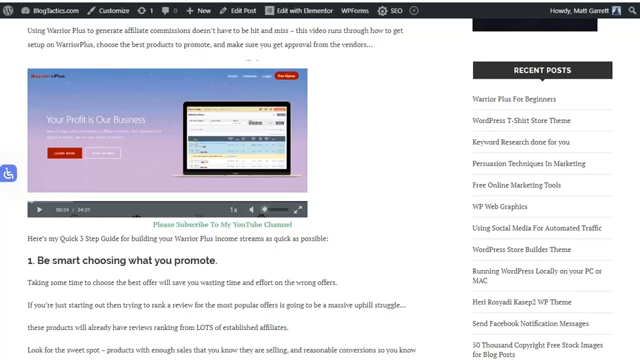 BlogTactics.com Customize 1 0 New Edit Post Edit with Elementor WPForms SEO Howdy, Matt Garrett
Using Warrior Plus to generate affiliate commissions doesn't have to be hit and miss – this video runs through how to get
setup on WarriorPlus, choose the best products to promote, and make sure you get approval from the vendors...
Your Profit is Our Business
00:24
1x
Please Subscribe To My YouTube Channel
Here's my Quick 3 Step Guide for building your Warrior Plus income streams as quick as possible:
1. Be smart choosing what you promote.
Taking some time to choose the best offer will save you wasting time and effort on the wrong offers.
If you're just starting out then trying to rank a review for the most popular offers is going to be a massive uphill struggle...
these products will already have reviews ranking from LOTS of established affiliates.
Look for the sweet spot – products with enough sales that you know they are selling, and reasonable conversions so you know
RECENT POSTS
Warrior Plus For Beginners
WordPress T-Shirt Store Theme
Keyword Research done for you
Persuasion Techniques In Marketing
Free Online Marketing Tools
WP Web Graphics
Using Social Media For Automated Traffic
WordPress Store Builder Theme
Running WordPress Locally on your PC or
MAC
Heri Rosyadi Kasep2 WP Theme
Send Facebook Notification Messages
50 Thousand Copyright Free Stock Images
for Blog Posts